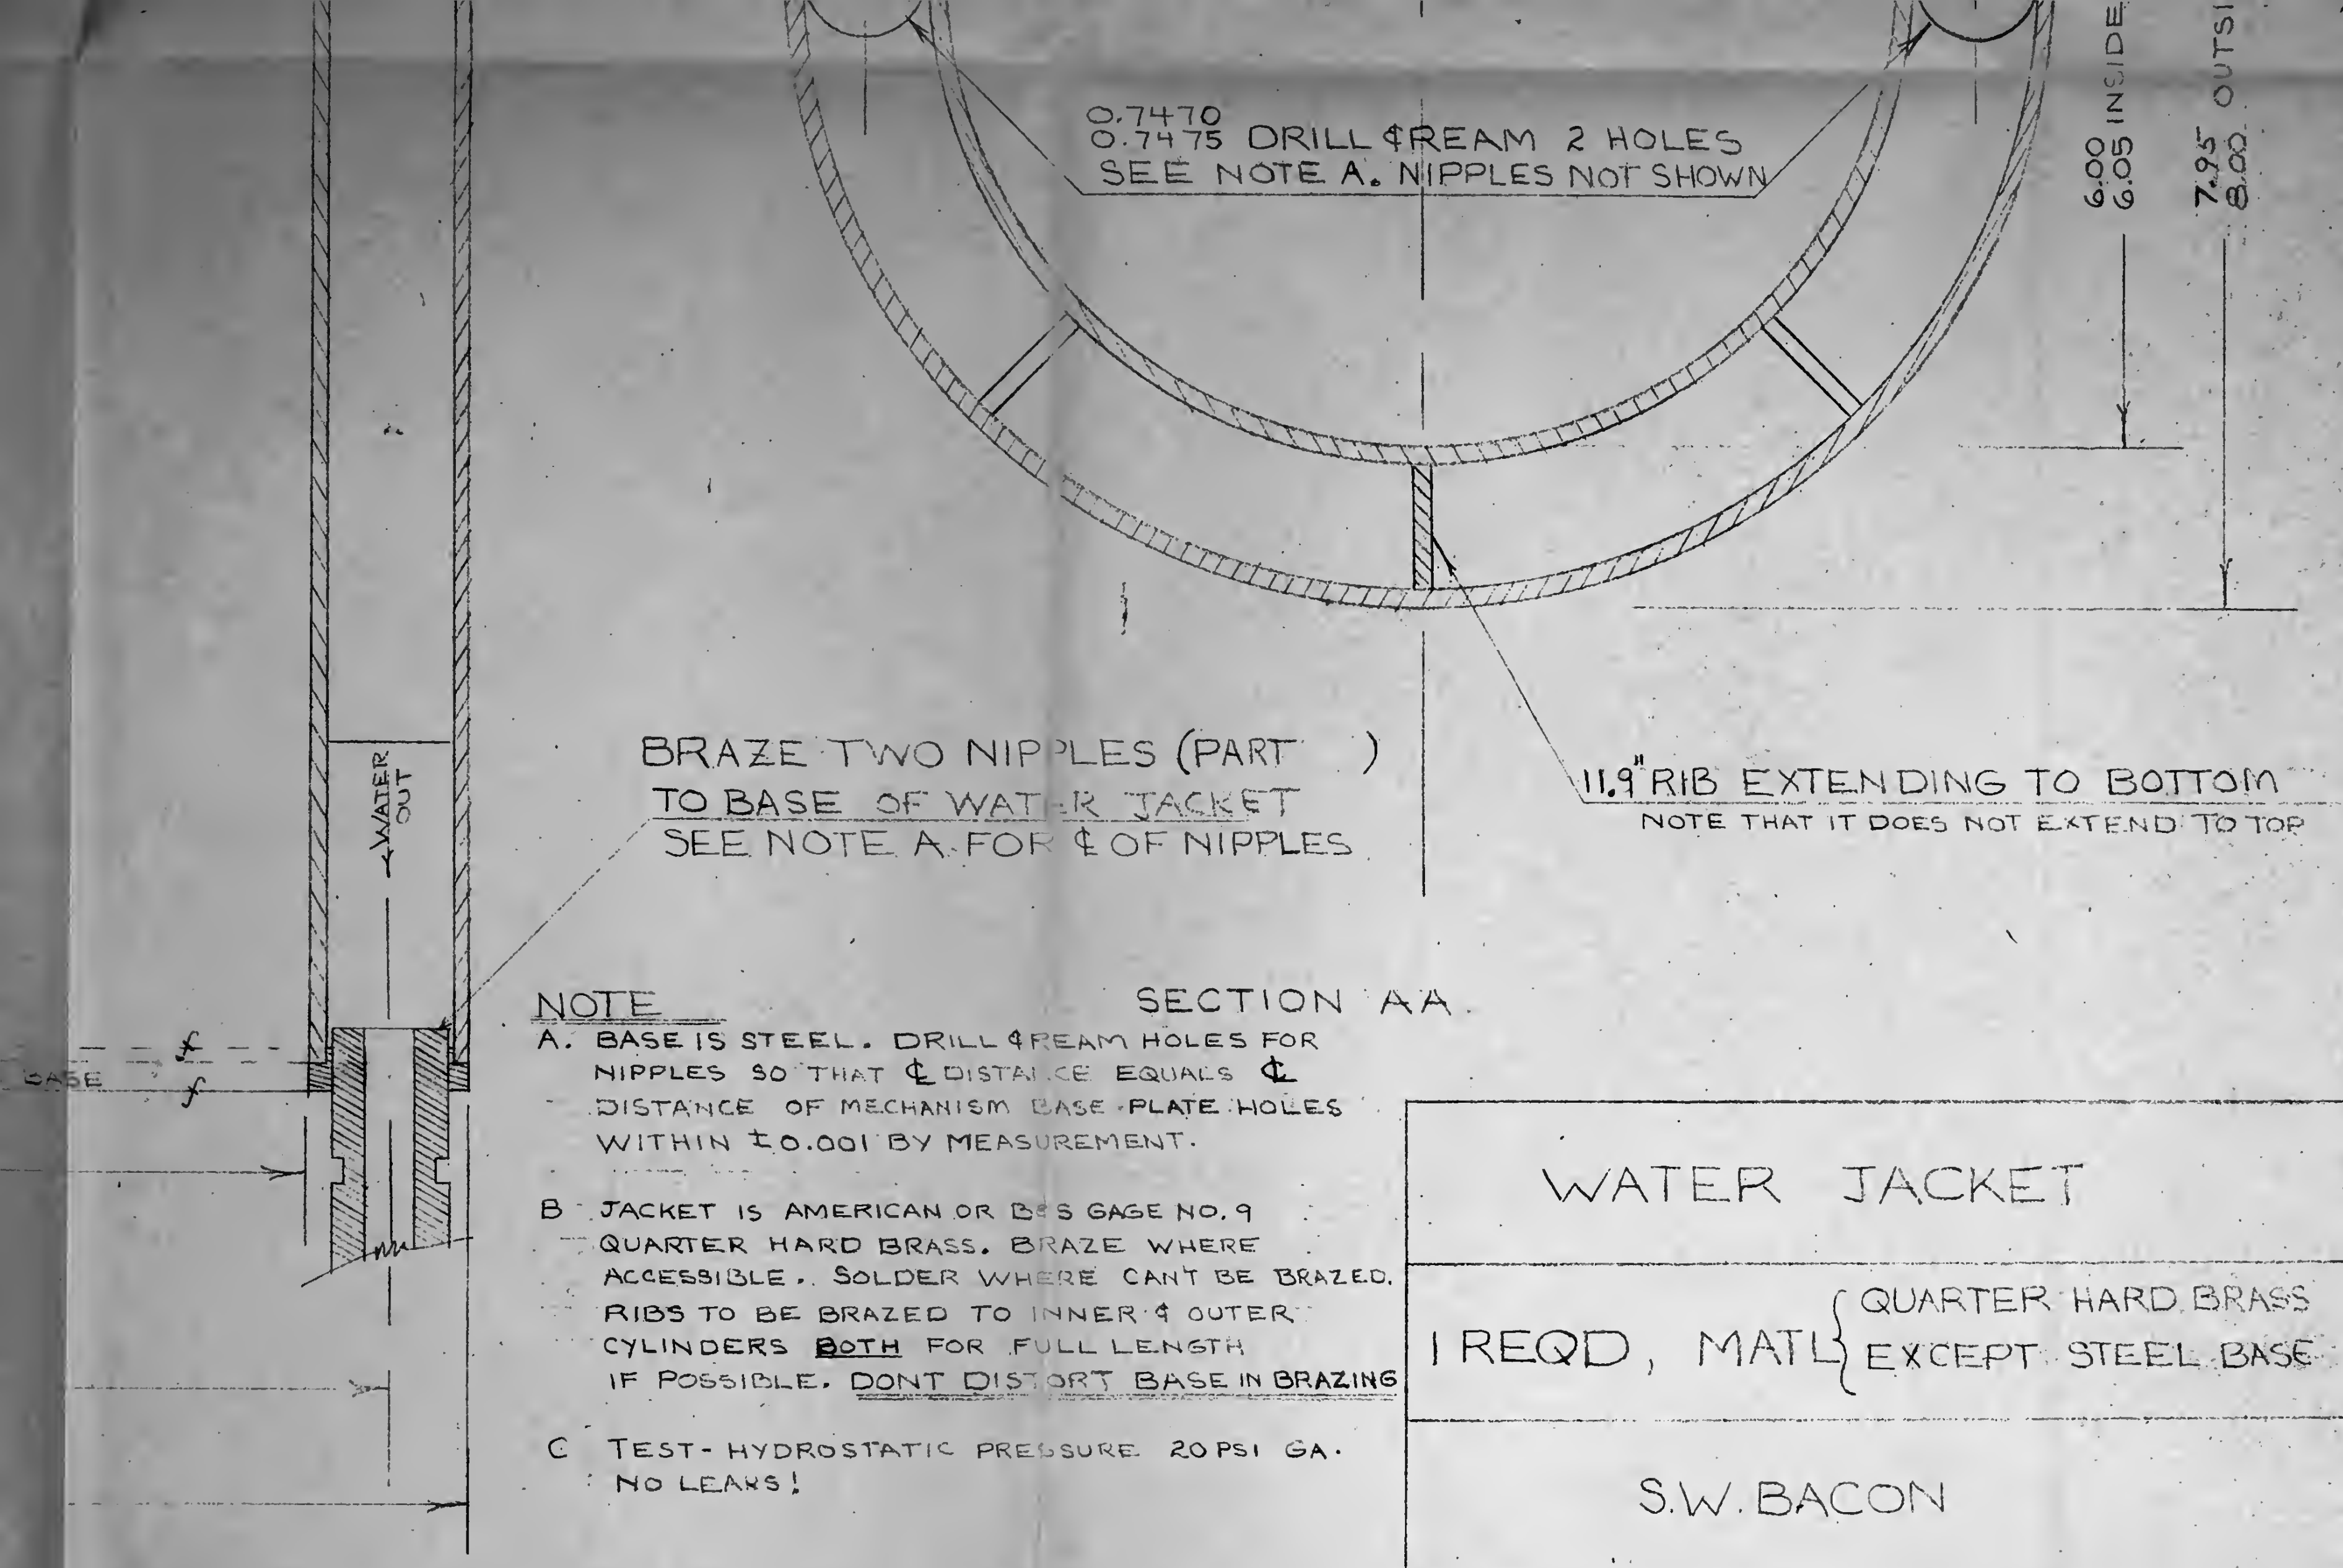 0.7470
0.7475 DRILL & REAM 2 HOLES
SEE NOTE A. NIPPLES NOT SHOWN
6.00
6.05 INSIDE
7.95
8.00 OUTSI
WATER
OUT
BRAZE TWO NIPPLES (PART )
TO BASE OF WATER JACKET
SEE NOTE A FOR ℄ OF NIPPLES
11.9" RIB EXTENDING TO BOTTOM
NOTE THAT IT DOES NOT EXTEND TO TOP
f
BASE
f
SECTION AA.
NOTE
A. BASE IS STEEL. DRILL & REAM HOLES FOR
NIPPLES SO THAT ℄ DISTANCE EQUALS ℄
DISTANCE OF MECHANISM BASE PLATE HOLES
WITHIN ±0.001 BY MEASUREMENT.
B JACKET IS AMERICAN OR B&S GAGE NO. 9
QUARTER HARD BRASS. BRAZE WHERE
ACCESSIBLE. SOLDER WHERE CAN'T BE BRAZED.
RIBS TO BE BRAZED TO INNER & OUTER
CYLINDERS BOTH FOR FULL LENGTH
IF POSSIBLE. DONT DISTORT BASE IN BRAZING
C TEST - HYDROSTATIC PRESSURE 20 PSI GA.
NO LEAKS!
WATER JACKET
1 REQD, MATL { QUARTER HARD BRASS
EXCEPT STEEL BASE
S.W. BACON